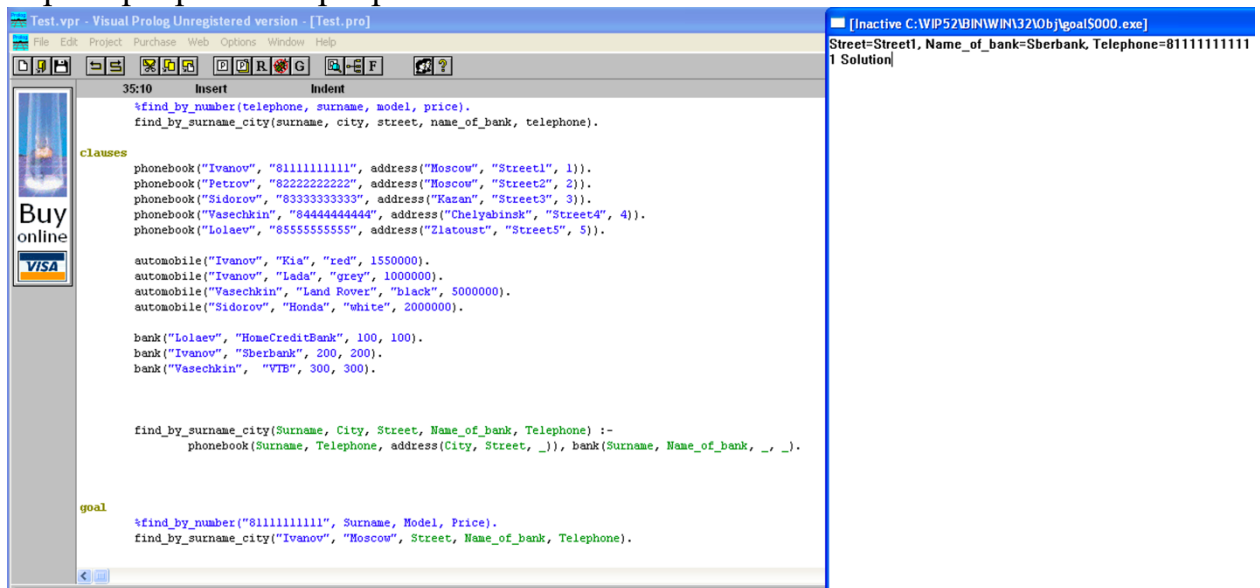 Test.vpr - Visual Prolog Unregistered version - [Test.pro]
File Edit Project Purchase Web Options Window Help
P R G F ?
35:10 Insert Indent
%find_by_number(telephone, surname, model, price).
find_by_surname_city(surname, city, street, name_of_bank, telephone).
clauses
phonebook("Ivanov", "81111111111", address("Moscow", "Street1", 1)).
phonebook("Petrov", "82222222222", address("Moscow", "Street2", 2)).
phonebook("Sidorov", "83333333333", address("Kazan", "Street3", 3)).
phonebook("Vasechkin", "84444444444", address("Chelyabinsk", "Street4", 4)).
phonebook("Lolaev", "85555555555", address("Zlatoust", "Street5", 5)).
automobile("Ivanov", "Kia", "red", 1550000).
automobile("Ivanov", "Lada", "grey", 1000000).
automobile("Vasechkin", "Land Rover", "black", 5000000).
automobile("Sidorov", "Honda", "white", 2000000).
bank("Lolaev", "HomeCreditBank", 100, 100).
bank("Ivanov", "Sberbank", 200, 200).
bank("Vasechkin", "VTB", 300, 300).
find_by_surname_city(Surname, City, Street, Name_of_bank, Telephone) :-
phonebook(Surname, Telephone, address(City, Street, _)), bank(Surname, Name_of_bank, _, _).
goal
%find_by_number("81111111111", Surname, Model, Price).
find_by_surname_city("Ivanov", "Moscow", Street, Name_of_bank, Telephone).
Buy
online
VISA
[Inactive C:\VIP52\BIN\WIN\32\Obj\goal$000.exe]
Street=Street1, Name_of_bank=Sberbank, Telephone=81111111111
1 Solution